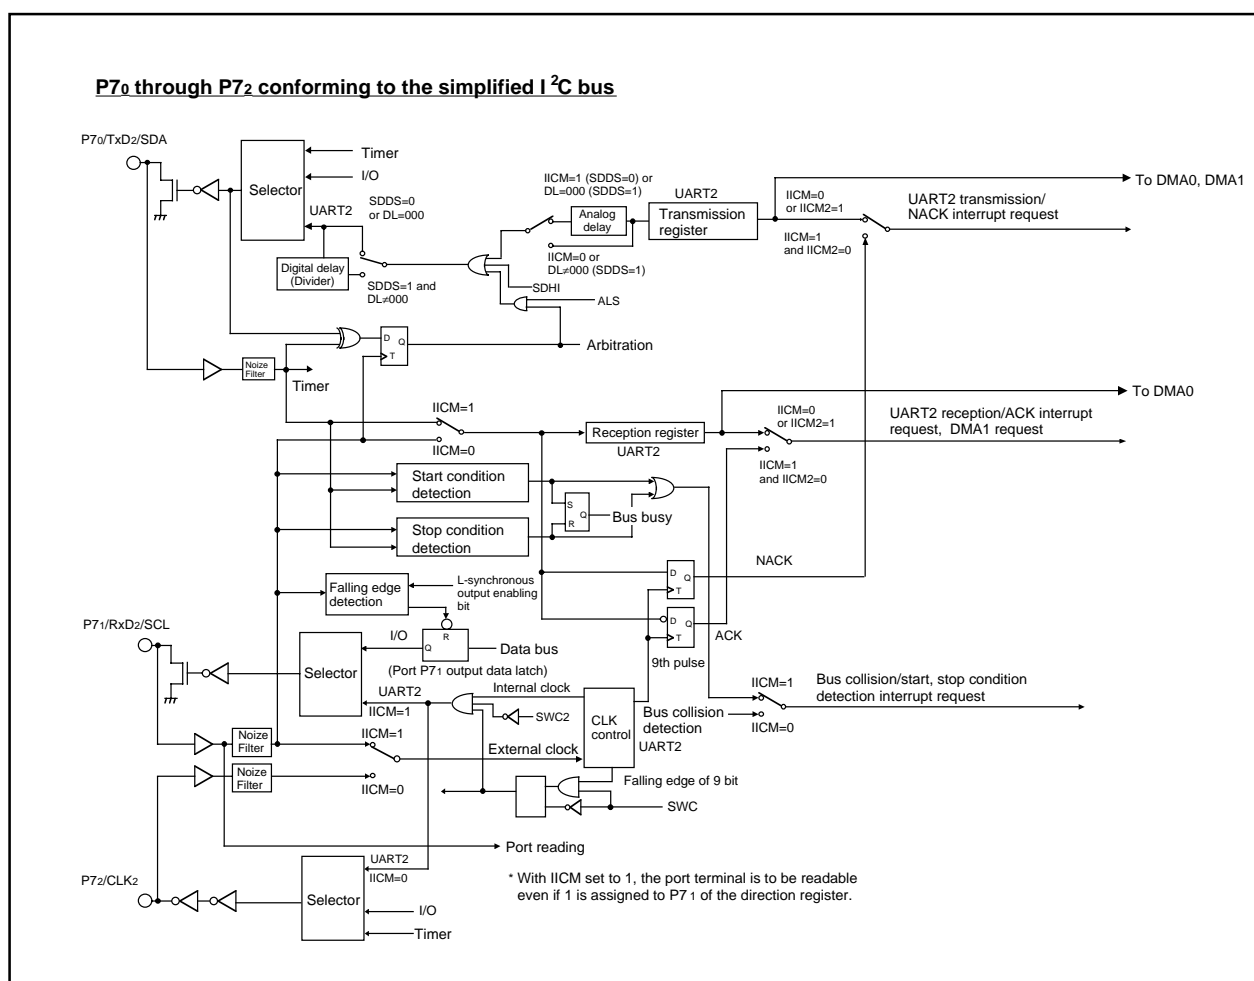 P70 through P72 conforming to the simplified I 2C bus
P70/TxD2/SDA
Selector
Timer
I/O
UART2
SDDS=0
or DL=000
Digital delay
(Divider)
SDDS=1 and
DL≠000
IICM=1 (SDDS=0) or
DL=000 (SDDS=1)
Analog
delay
IICM=0 or
DL≠000 (SDDS=1)
SDHI
ALS
UART2
Transmission
register
IICM=0
or IICM2=1
IICM=1
and IICM2=0
To DMA0, DMA1
UART2 transmission/
NACK interrupt request
D
Q
T
Arbitration
Noize
Filter
Timer
IICM=1
IICM=0
Reception register
UART2
To DMA0
IICM=0
or IICM2=1
IICM=1
and IICM2=0
UART2 reception/ACK interrupt
request, DMA1 request
Start condition
detection
Stop condition
detection
S
Q
R
Bus busy
NACK
D
Q
T
D
Q
T
ACK
9th pulse
Falling edge
detection
L-synchronous
output enabling
bit
P71/RxD2/SCL
Selector
I/O
R
Q
Data bus
(Port P71 output data latch)
UART2
IICM=1
Internal clock
SWC2
CLK
control
UART2
Bus collision
detection
IICM=1
IICM=0
Bus collision/start, stop condition
detection interrupt request
Noize
Filter
IICM=1
External clock
Noize
Filter
IICM=0
Falling edge of 9 bit
SWC
Port reading
P72/CLK2
Selector
UART2
IICM=0
I/O
Timer
* With IICM set to 1, the port terminal is to be readable
even if 1 is assigned to P71 of the direction register.